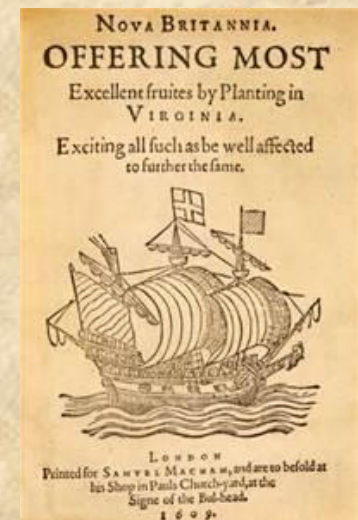 NOVA BRITANNIA.
OFFERING MOST
Excellent fruites by Planting in
VIRGINIA.
Exciting all such as be well affected
to further the same.
LONDON
Printed for SAMVEL MACHAM, and are to be sold at
his Shop in Pauls Church-yard, at the
Signe of the Bul-head.
1609.